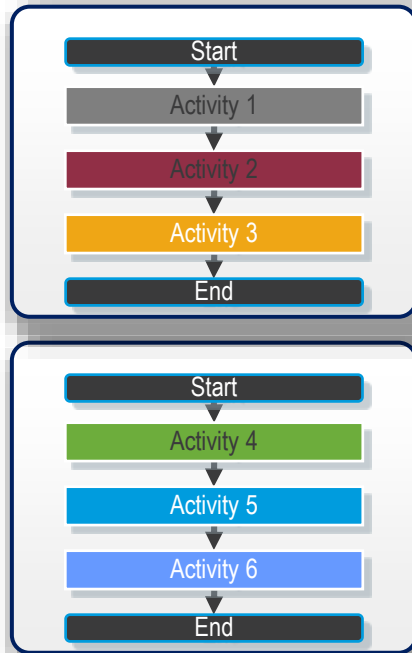 Start
Activity 1
Activity 2
Activity 3
End
Start
Activity 4
Activity 5
Activity 6
End